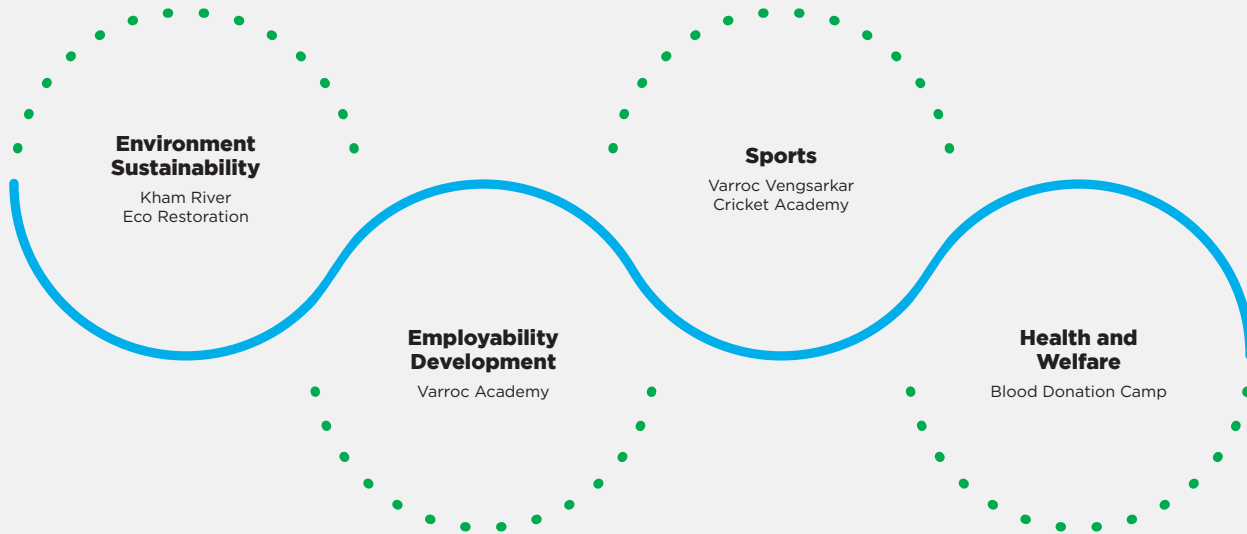 Environment
Sustainability
Kham River
Eco Restoration
Employability
Development
Varroc Academy
Sports
Varroc Vengsarkar
Cricket Academy
Health and
Welfare
Blood Donation Camp